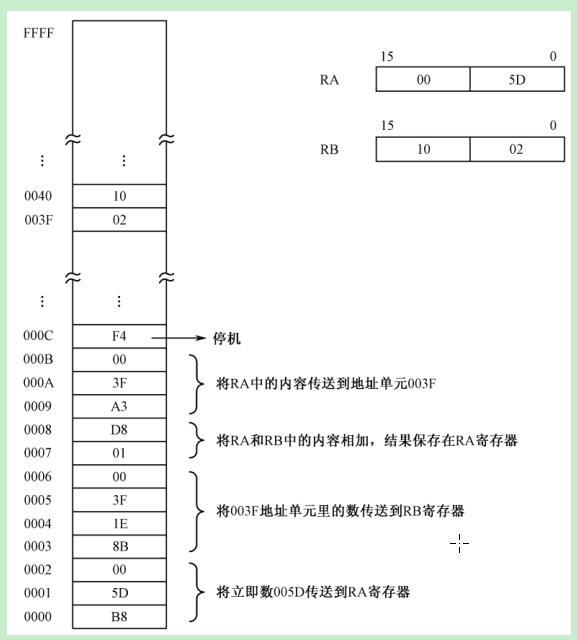 FFFF
15 0
RA 00 5D
15 0
RB 10 02
⋮ ⋮
0040 10
003F 02
⋮ ⋮
000C F4 停机
000B 00
000A 3F 将RA中的内容传送到地址单元003F
0009 A3
0008 D8
将RA和RB中的内容相加，结果保存在RA寄存器
0007 01
0006 00
0005 3F
将003F地址单元里的数传送到RB寄存器
0004 1E
0003 8B
0002 00
0001 5D 将立即数005D传送到RA寄存器
0000 B8